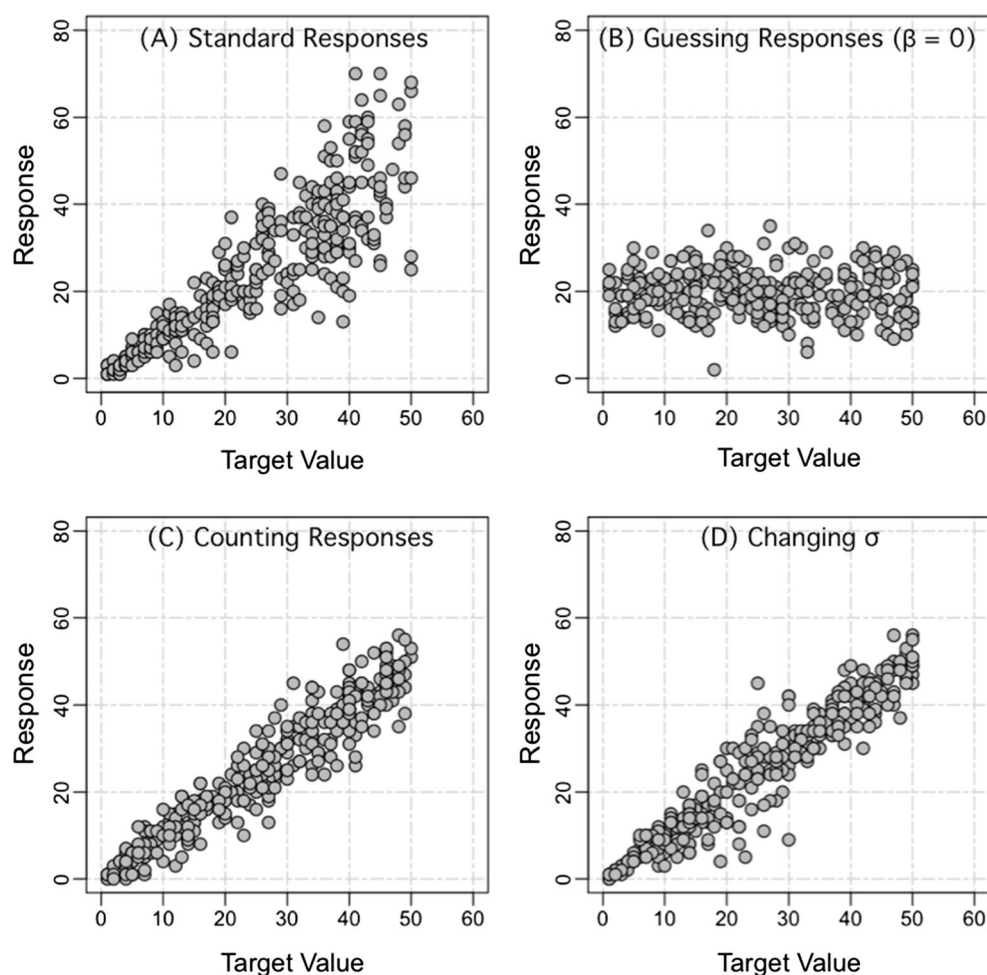 (A) Standard Responses
80
60
40
20
0
Response
0 10 20 30 40 50 60
Target Value
(B) Guessing Responses (β = 0)
80
60
40
20
0
Response
0 10 20 30 40 50 60
Target Value
(C) Counting Responses
80
60
40
20
0
Response
0 10 20 30 40 50 60
Target Value
(D) Changing σ
80
60
40
20
0
Response
0 10 20 30 40 50 60
Target Value